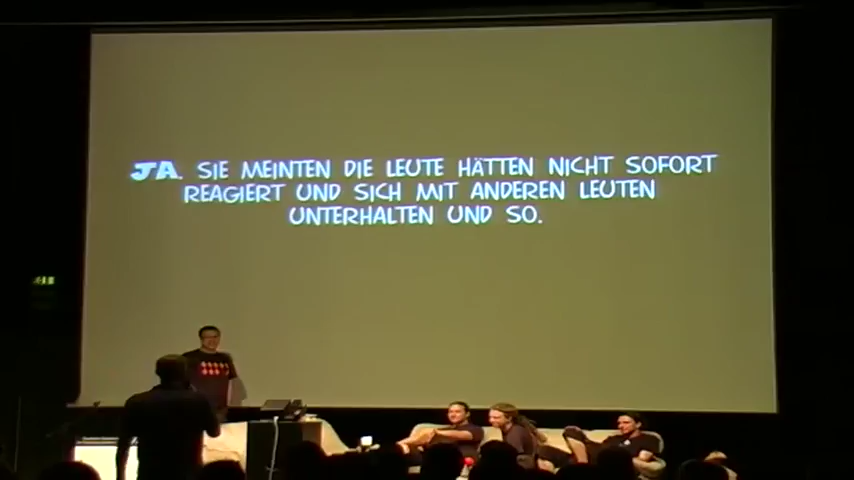 JA. SIE MEINTEN DIE LEUTE HÄTTEN NICHT SOFORT
REAGIERT UND SICH MIT ANDEREN LEUTEN
UNTERHALTEN UND SO.